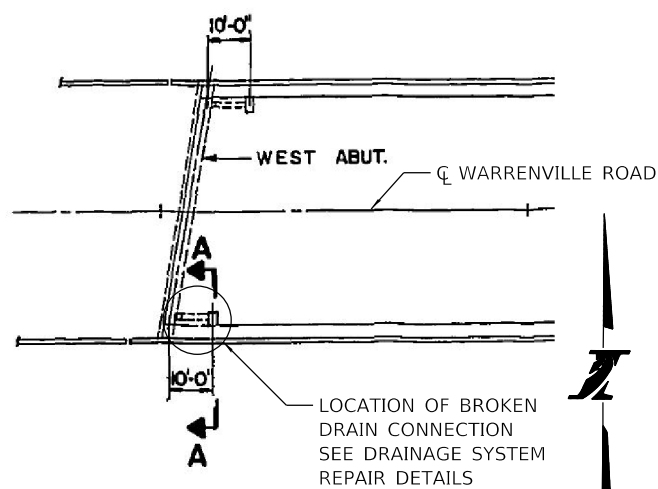 10'-0"
WEST ABUT.
℄ WARRENVILLE ROAD
A
10'-0"
A
LOCATION OF BROKEN
DRAIN CONNECTION
SEE DRAINAGE SYSTEM
REPAIR DETAILS